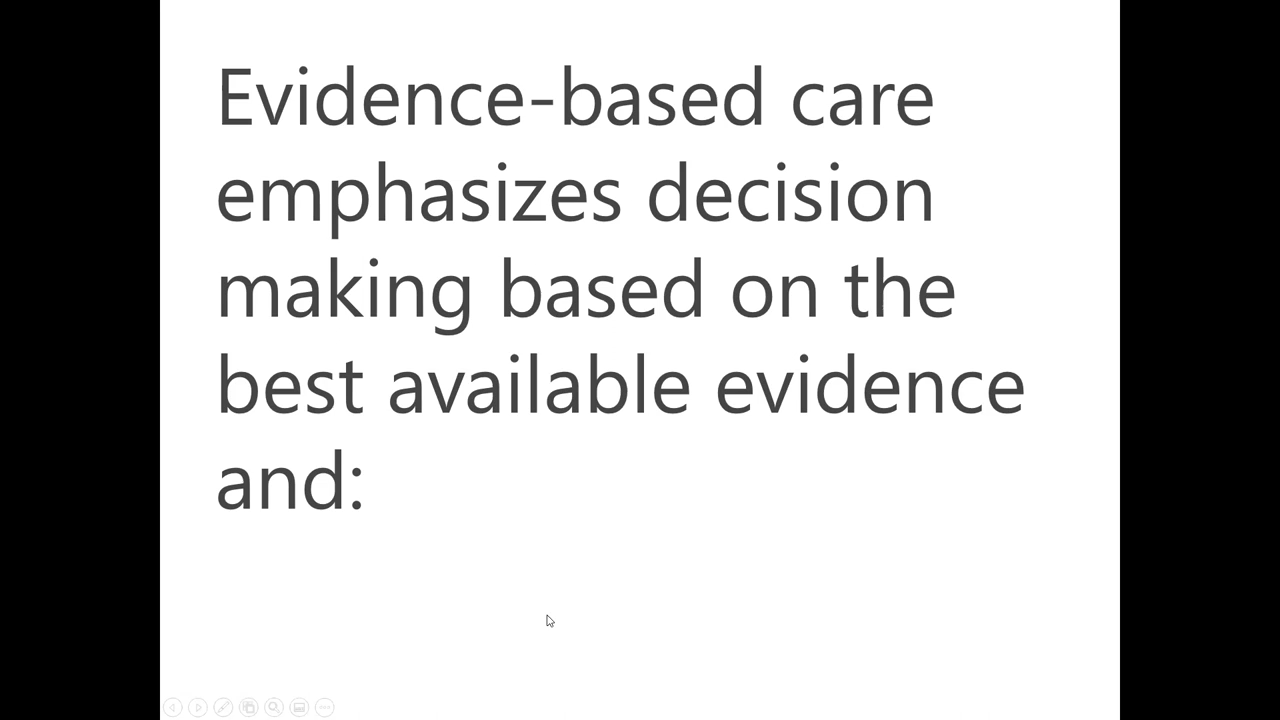 Evidence-based care
emphasizes decision
making based on the
best available evidence
and: